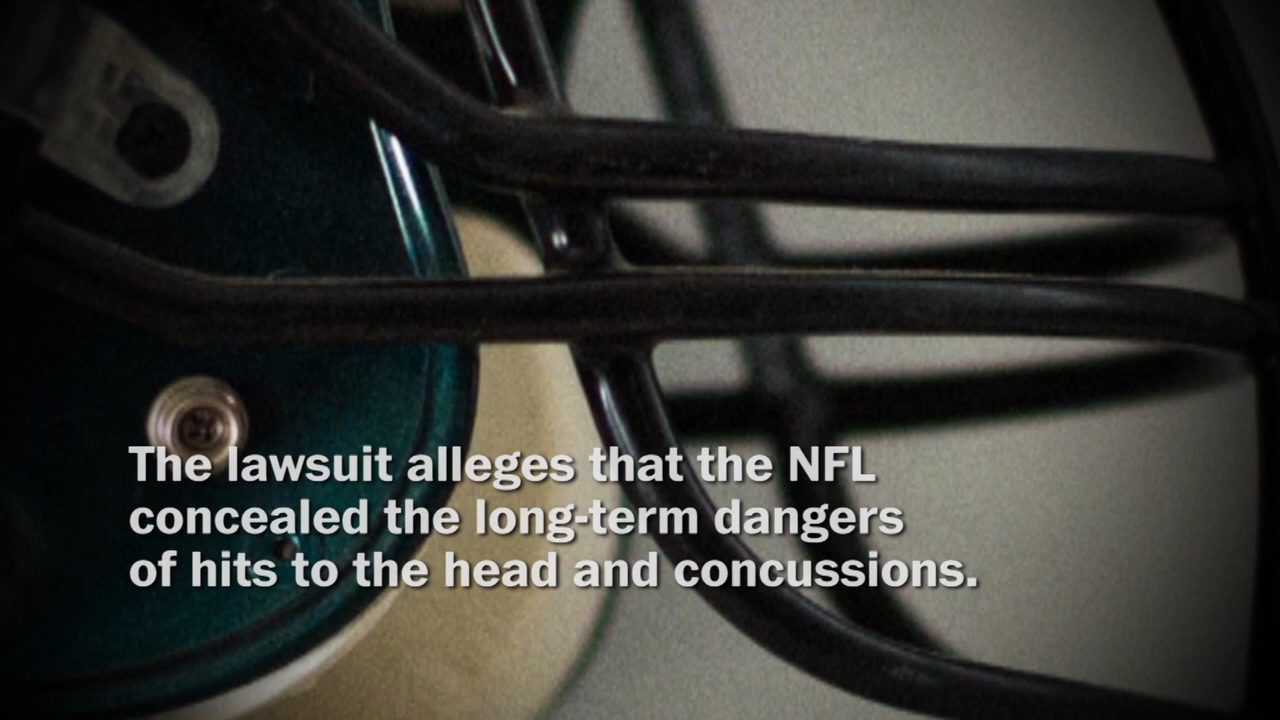 The lawsuit alleges that the NFL
concealed the long-term dangers
of hits to the head and concussions.